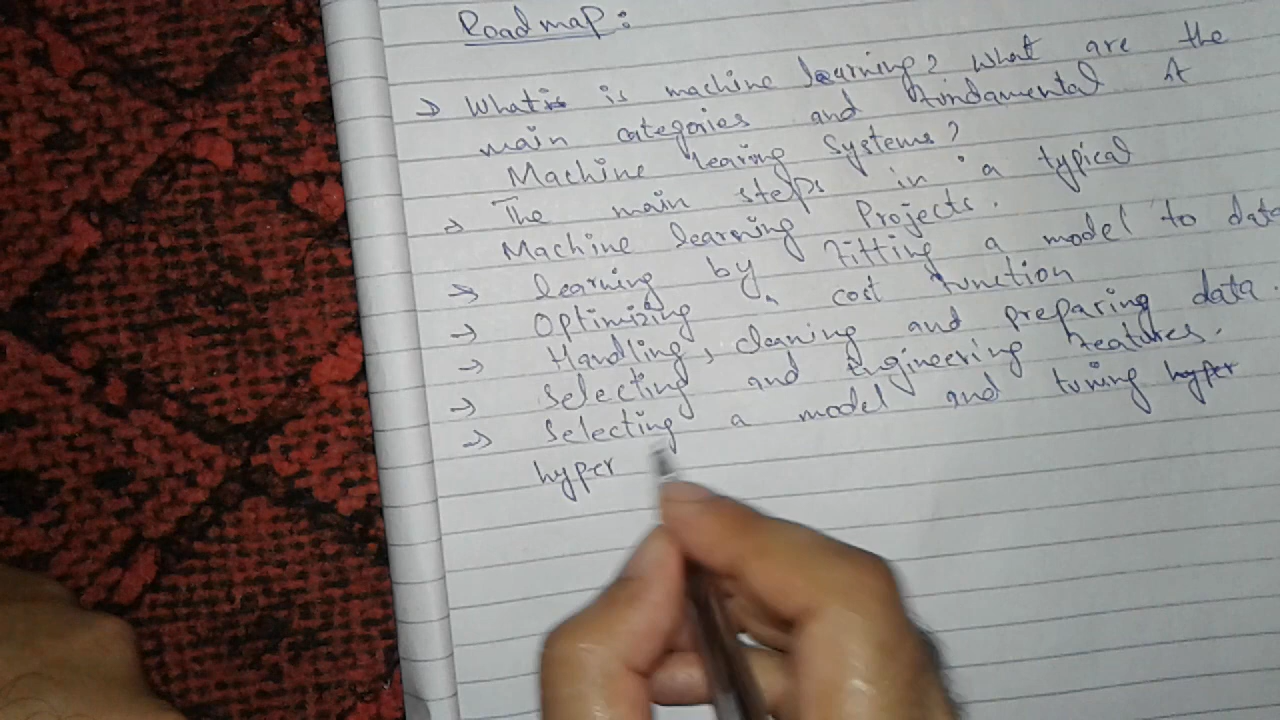 Roadmap:
→ What is is machine learning? What are the
main categories and fundamental of
Machine learing Systems?
→ The main steps in a typical
Machine learning Projects.
→ learning by Fitting a model to data
→ Optimizing a cost function
→ Handling, cleaning and preparing data.
→ Selecting and Engineering features.
→ Selecting a model and tuning hyper
hyper